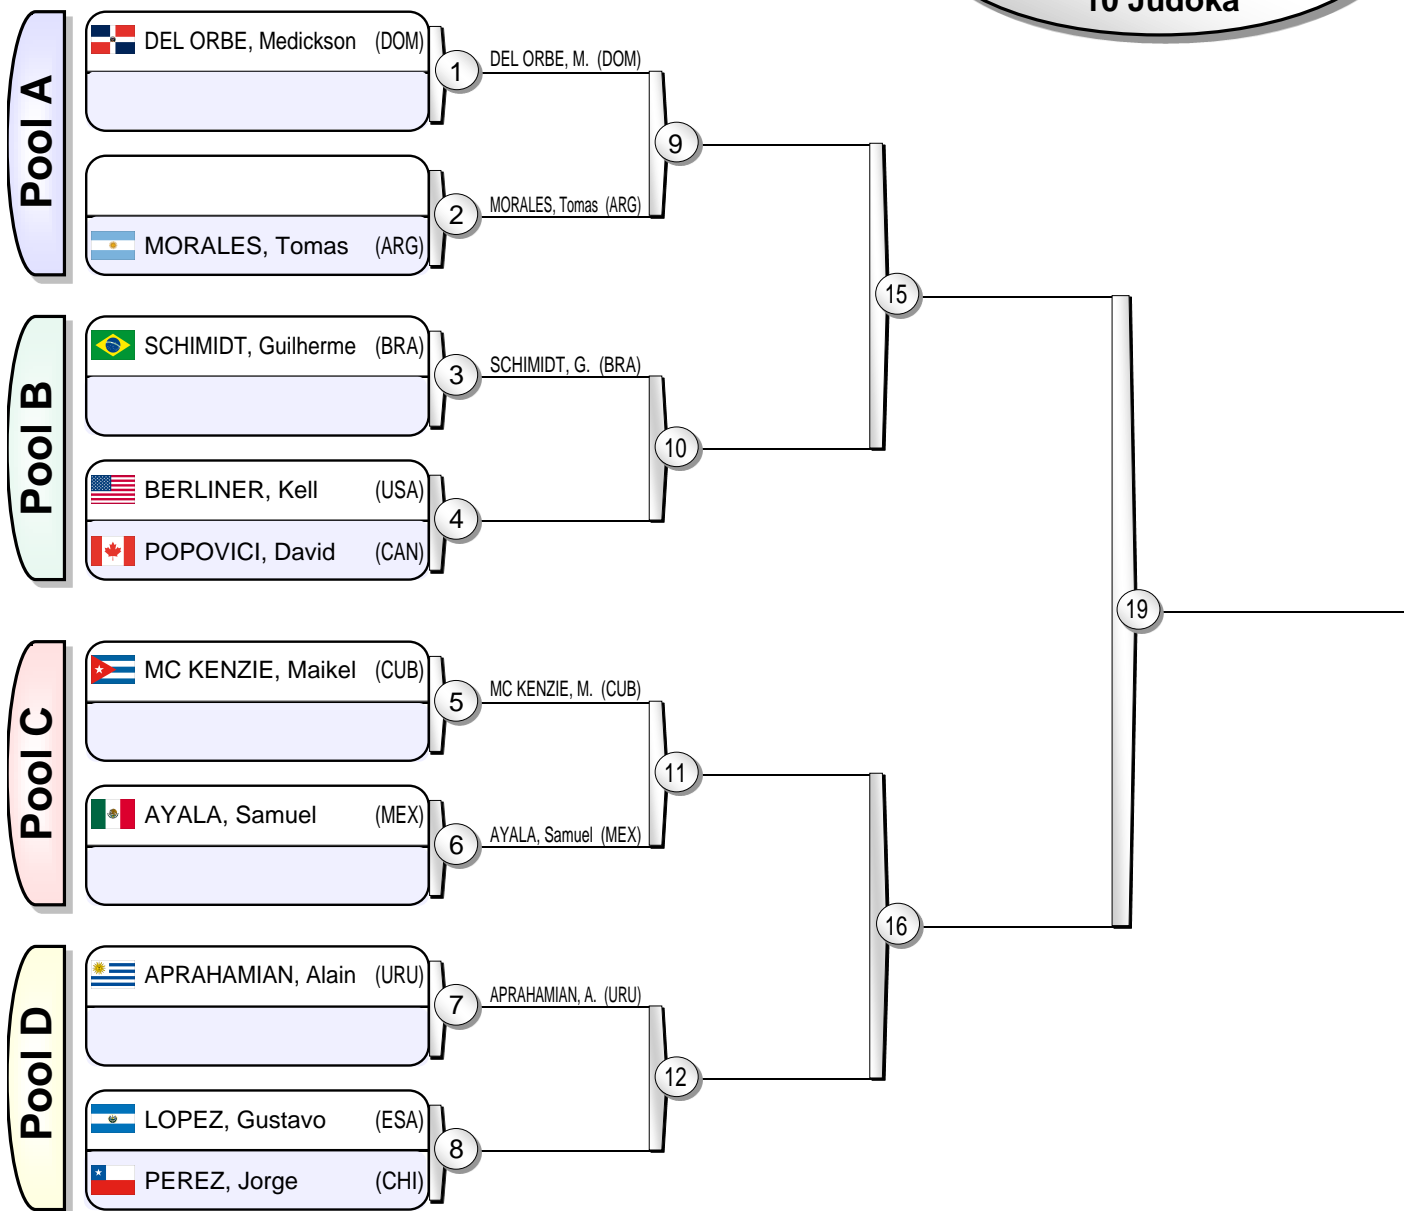 10 Judoka
Pool A
DEL ORBE, Medickson (DOM)
1
DEL ORBE, M. (DOM)
9
2
MORALES, Tomas (ARG)
MORALES, Tomas (ARG)
15
Pool B
SCHIMIDT, Guilherme (BRA)
3
SCHIMIDT, G. (BRA)
10
BERLINER, Kell (USA)
4
POPOVICI, David (CAN)
19
Pool C
MC KENZIE, Maikel (CUB)
5
MC KENZIE, M. (CUB)
11
AYALA, Samuel (MEX)
6
AYALA, Samuel (MEX)
16
Pool D
APRAHAMIAN, Alain (URU)
7
APRAHAMIAN, A. (URU)
12
LOPEZ, Gustavo (ESA)
8
PEREZ, Jorge (CHI)